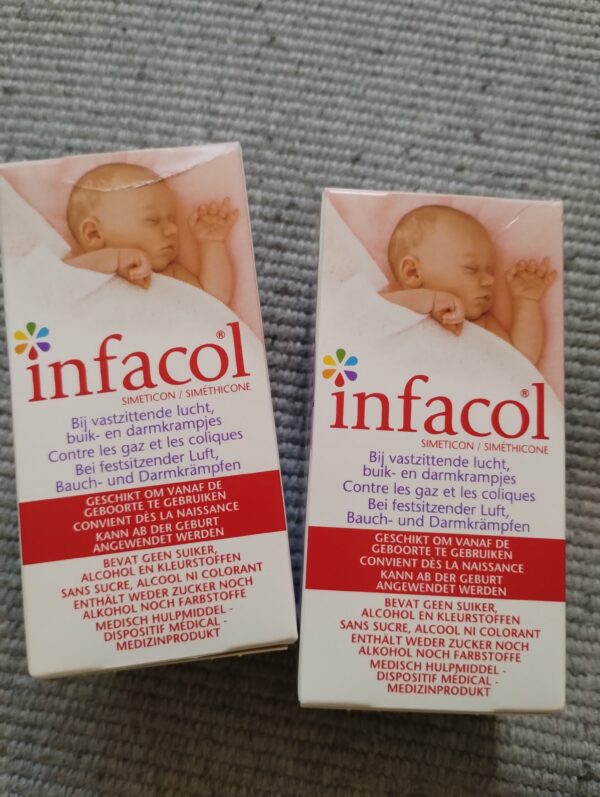 infacol®
SIMETICON / SIMÉTHICONE
Bij vastzittende lucht,
buik- en darmkrampjes
Contre les gaz et les coliques
Bei festsitzender Luft,
Bauch- und Darmkrämpfen
GESCHIKT OM VANAF DE
GEBOORTE TE GEBRUIKEN
CONVIENT DÈS LA NAISSANCE
KANN AB DER GEBURT
ANGEWENDET WERDEN
BEVAT GEEN SUIKER,
ALCOHOL EN KLEURSTOFFEN
SANS SUCRE, ALCOOL NI COLORANT
ENTHÄLT WEDER ZUCKER NOCH
ALKOHOL NOCH FARBSTOFFE
MEDISCH HULPMIDDEL -
DISPOSITIF MÉDICAL -
MEDIZINPRODUKT
infacol®
SIMETICON / SIMÉTHICONE
Bij vastzittende lucht,
buik- en darmkrampjes
Contre les gaz et les coliques
Bei festsitzender Luft,
Bauch- und Darmkrämpfen
GESCHIKT OM VANAF DE
GEBOORTE TE GEBRUIKEN
CONVIENT DÈS LA NAISSANCE
KANN AB DER GEBURT
ANGEWENDET WERDEN
BEVAT GEEN SUIKER,
ALCOHOL EN KLEURSTOFFEN
SANS SUCRE, ALCOOL NI COLORANT
ENTHÄLT WEDER ZUCKER NOCH
ALKOHOL NOCH FARBSTOFFE
MEDISCH HULPMIDDEL -
DISPOSITIF MÉDICAL -
MEDIZINPRODUKT